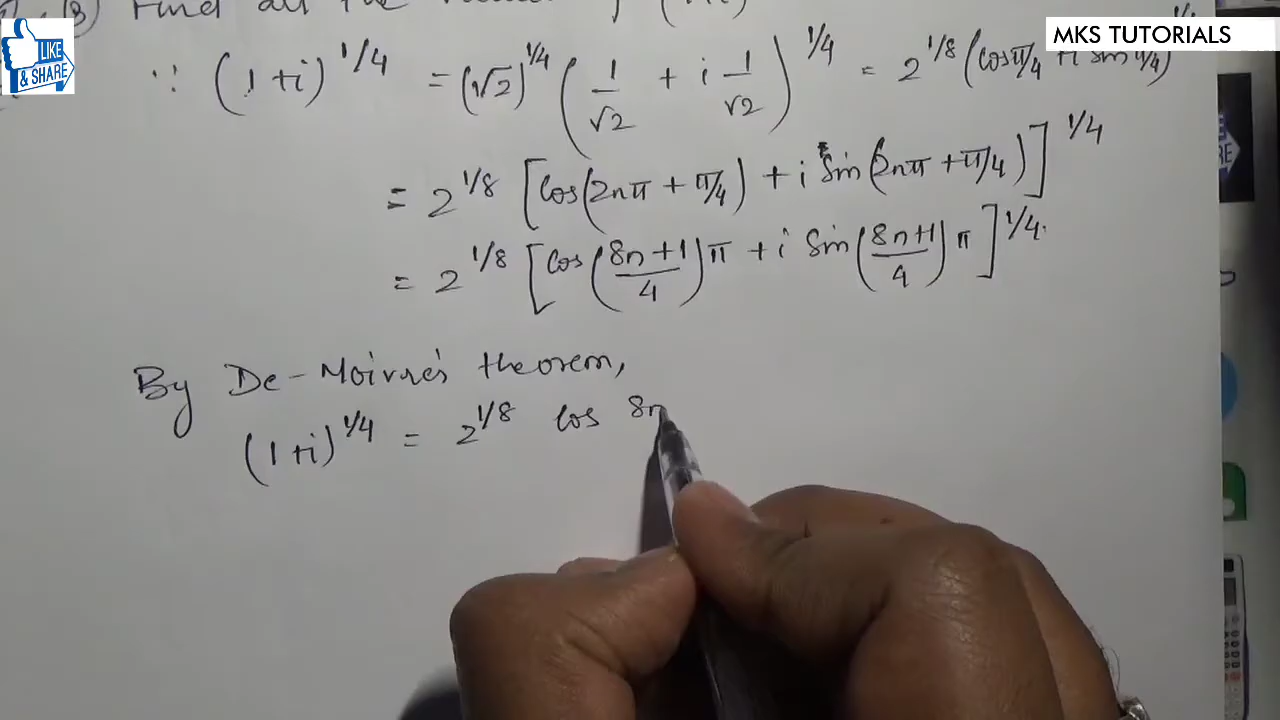 B) Find all the
MKS TUTORIALS
LIKE & SHARE
∵ (1+i)^{1/4} = (√2)^{1/4} (1/√2 + i 1/√2)^{1/4} = 2^{1/8} (cos π/4 + i sin π/4)
= 2^{1/8} [cos(2nπ + π/4) + i Sin(2nπ + π/4)]^{1/4}
= 2^{1/8} [cos(8n+1/4)π + i Sin(8n+1/4)π]^{1/4}.
By De-Moivre's theorem,
(1+i)^{1/4} = 2^{1/8} cos 8n